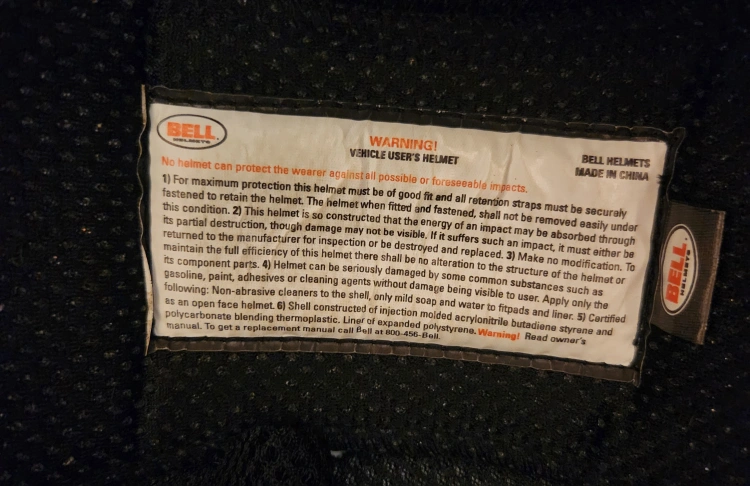 BELL
HELMETS
WARNING!
VEHICLE USER'S HELMET
BELL HELMETS
MADE IN CHINA
No helmet can protect the wearer against all possible or foreseeable impacts.
1) For maximum protection this helmet must be of good fit and all retention straps must be securely
fastened to retain the helmet. The helmet when fitted and fastened, shall not be removed easily under
this condition. 2) This helmet is so constructed that the energy of an impact may be absorbed through
its partial destruction, though damage may not be visible. If it suffers such an impact, it must either be
returned to the manufacturer for inspection or be destroyed and replaced. 3) Make no modification. To
maintain the full efficiency of this helmet there shall be no alteration to the structure of the helmet or
its component parts. 4) Helmet can be seriously damaged by some common substances such as
gasoline, paint, adhesives or cleaning agents without damage being visible to user. Apply only the
following: Non-abrasive cleaners to the shell, only mild soap and water to fitpads and liner. 5) Certified
as an open face helmet. 6) Shell constructed of injection molded acrylonitrile butadiene styrene and
polycarbonate blending thermoplastic. Liner of expanded polystyrene. Warning! Read owner's
manual. To get a replacement manual call Bell at 800-456-Bell.
BELL
HELMETS